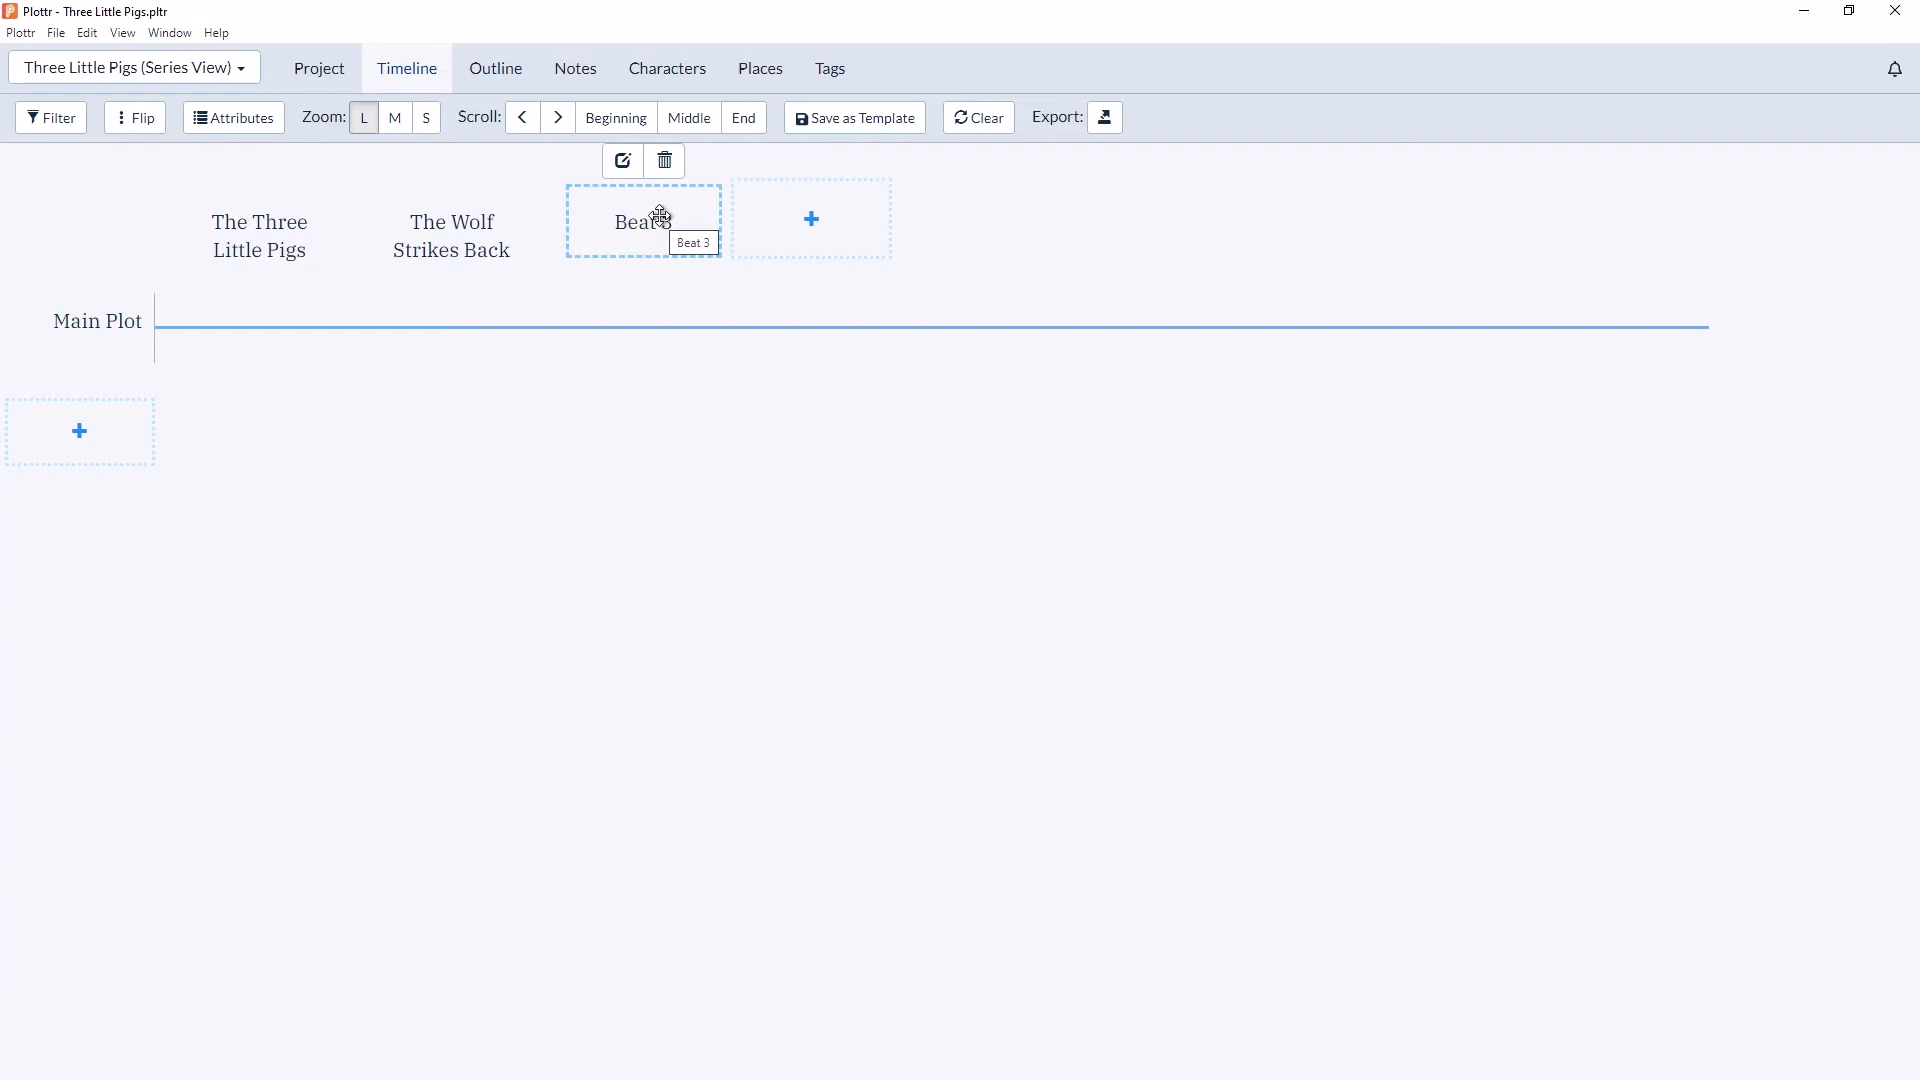 Plottr - Three Little Pigs.pltr
Plottr File Edit View Window Help
Three Little Pigs (Series View) Project Timeline Outline Notes Characters Places Tags
Filter Flip Attributes Zoom: L M S Scroll: Beginning Middle End Save as Template Clear Export:
The Three
Little Pigs
The Wolf
Strikes Back
Beat 3
Beat 3
Main Plot